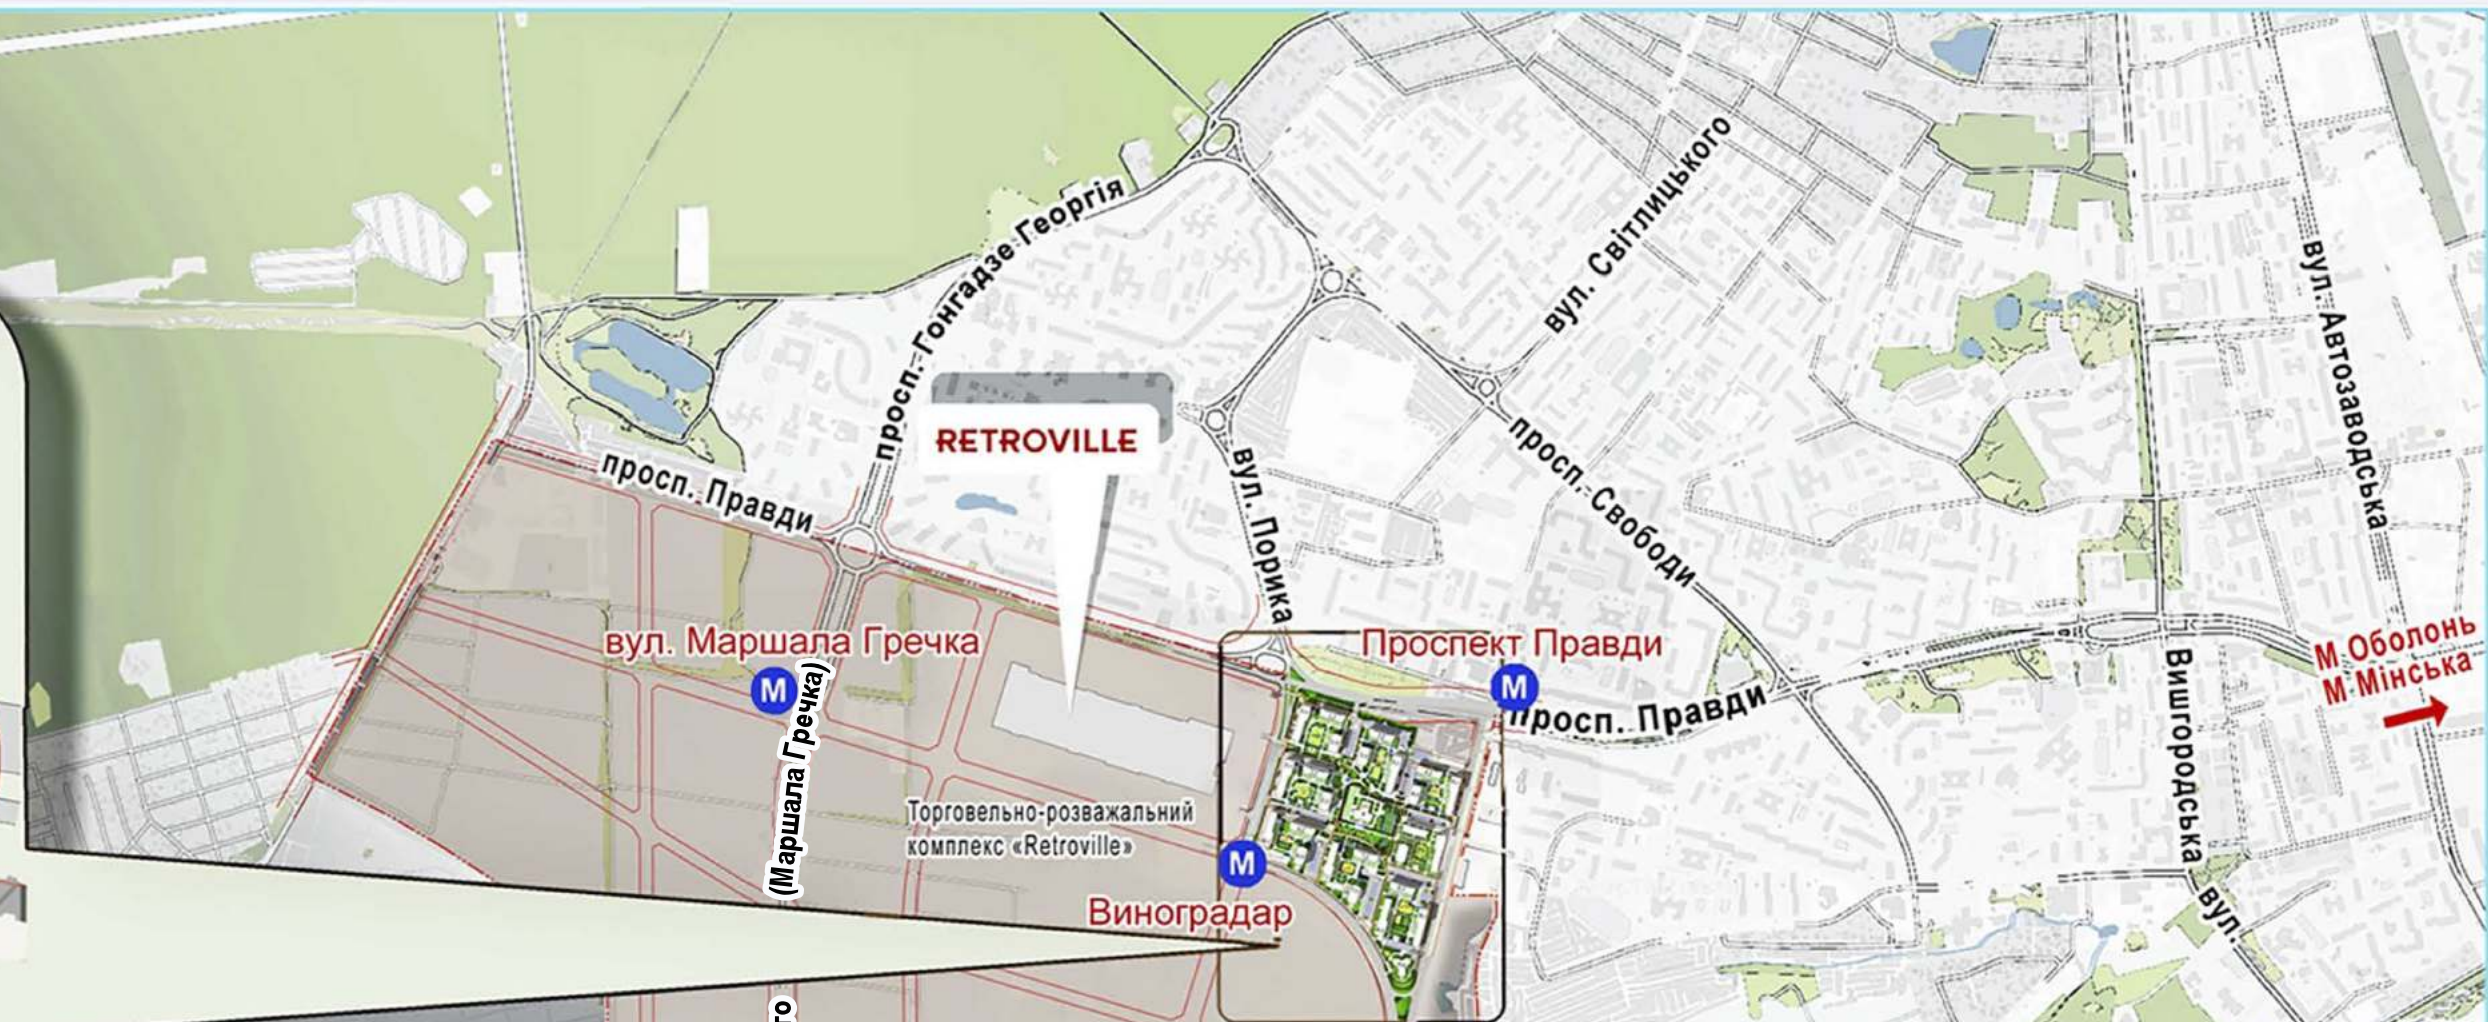 вул. Світлицького
просп. Гонгадзе Георгія
вул. Автозаводська
RETROVILLE
просп. Правди
вул. Порика
просп. Свободи
вул. Маршала Гречка
М
Проспект Правди
М
просп. Правди
М Оболонь
М Мінська
Вишгородська
(Маршала Гречка)
Торговельно-розважальний
комплекс «Retroville»
М
Виноградар
вул.
го